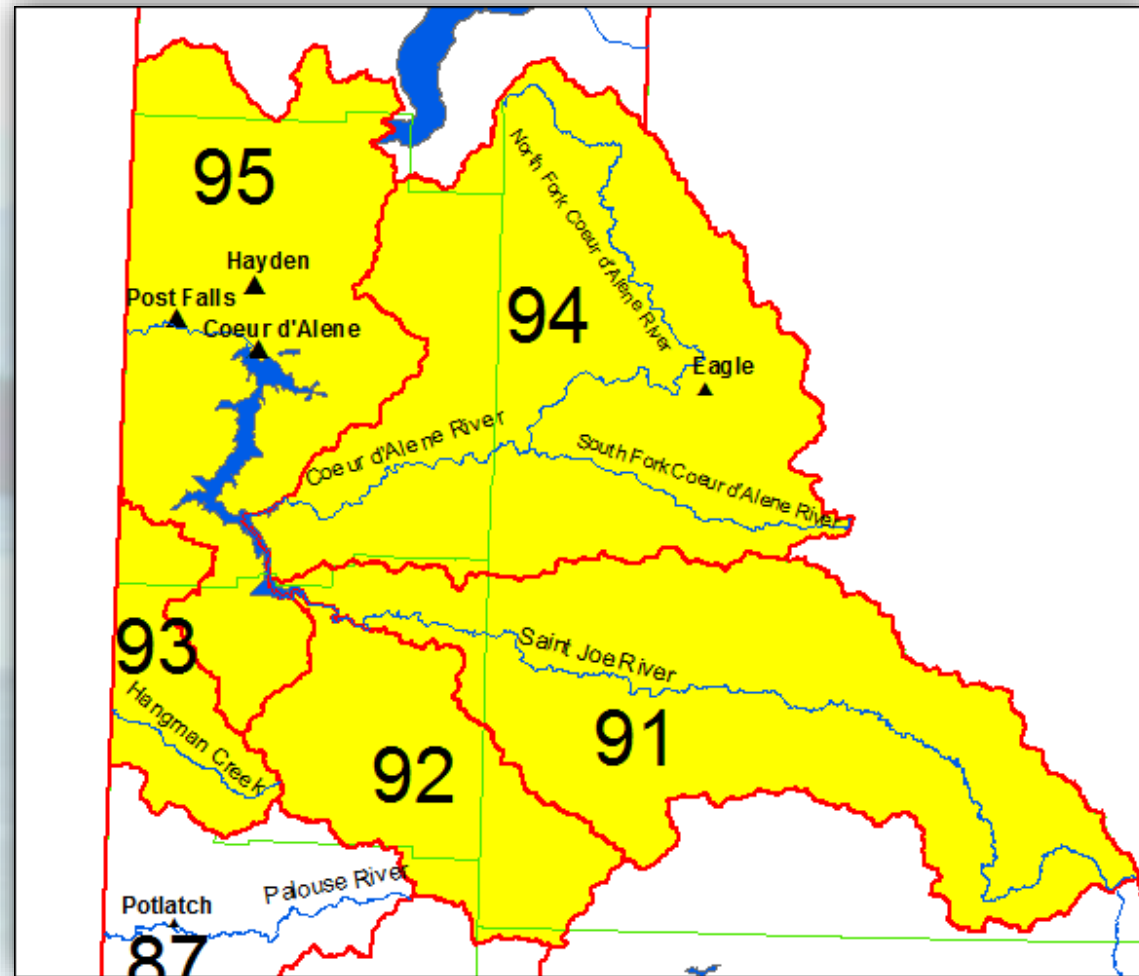 95
North Fork Coeur d'Alene River
Hayden
Post Falls
94
Coeur d'Alene
Eagle
Coeur d'Alene River
South Fork Coeur d'Alene River
93
Saint Joe River
Hangman Creek
91
92
Palouse River
Potlatch
87